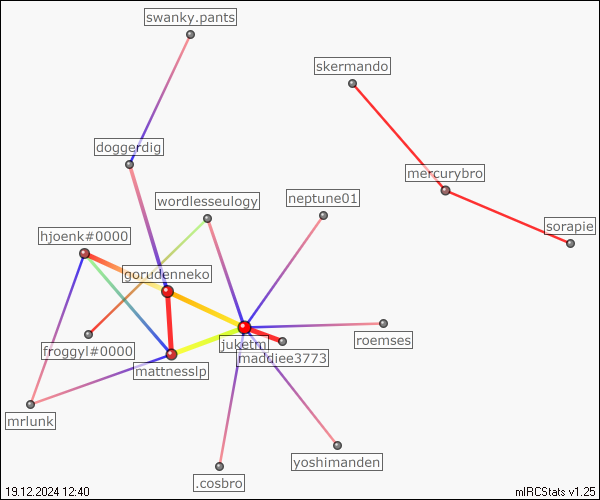 swanky.pants
skermando
doggerdig
mercurybro
wordlesseulogy
neptune01
sorapie
hjoenk#0000
gorudenneko
juketm
roemses
froggyl#0000
maddiee3773
mattnesslp
mrlunk
yoshimanden
.cosbro
19.12.2024 12:40
mIRCStats v1.25